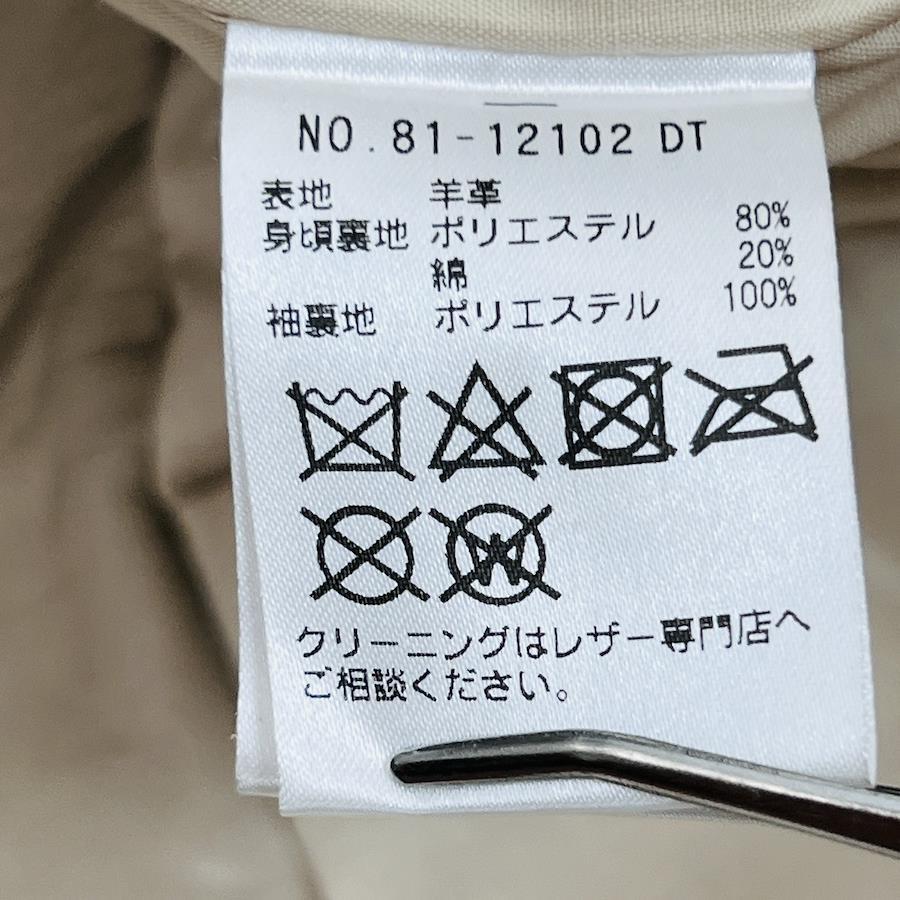 NO. 81-12102 DT
表地 羊革
身頃裏地 ポリエステル 80%
綿 20%
袖裏地 ポリエステル 100%
W
クリーニングはレザー専門店へ
ご相談ください。